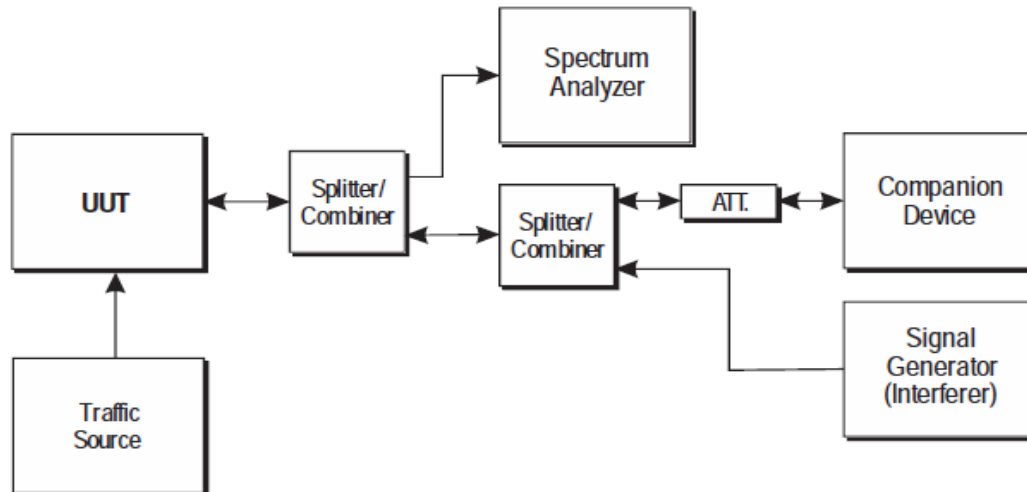 Spectrum
Analyzer
UUT
Splitter/
Combiner
Splitter/
Combiner
ATT.
Companion
Device
Traffic
Source
Signal
Generator
(Interferer)